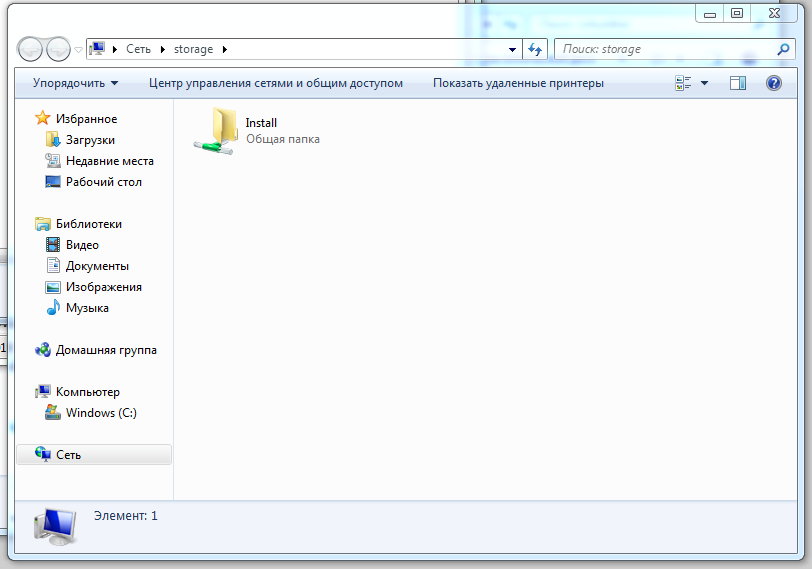 Сеть storage
Поиск: storage
Упорядочить Центр управления сетями и общим доступом Показать удаленные принтеры
Избранное
Загрузки
Недавние места
Рабочий стол
Библиотеки
Видео
Документы
Изображения
Музыка
Домашняя группа
Компьютер
Windows (C:)
Сеть
Install
Общая папка
Элемент: 1